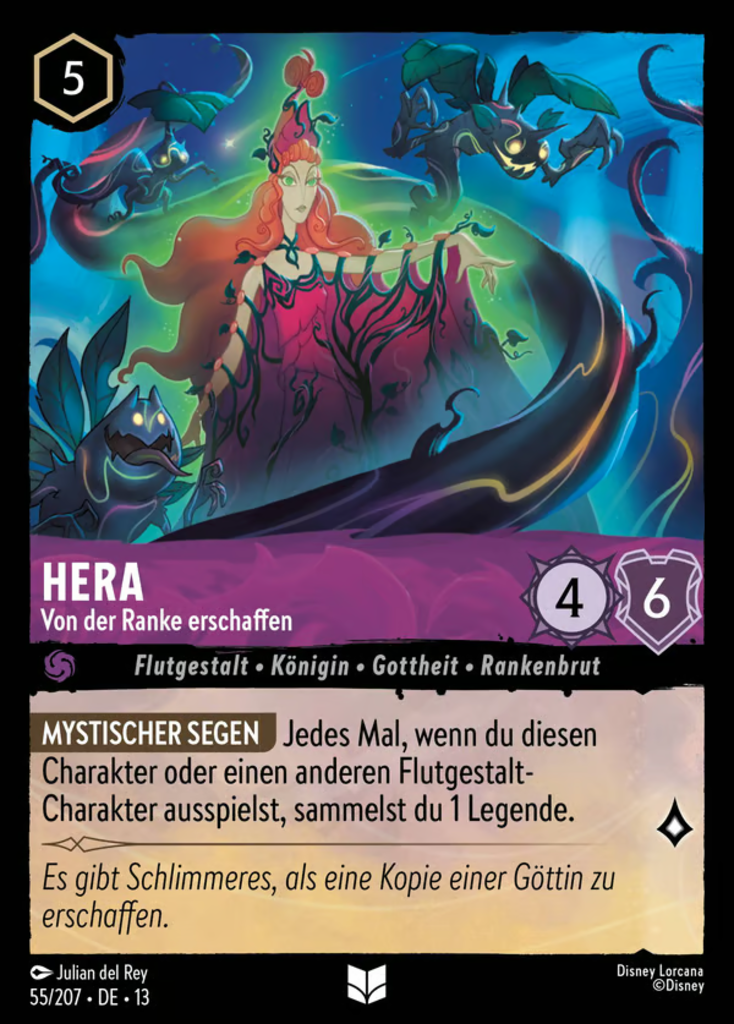 5
HERA
Von der Ranke erschaffen
4
6
Flutgestalt • Königin • Gottheit • Rankenbrut
MYSTISCHER SEGEN Jedes Mal, wenn du diesen
Charakter oder einen anderen Flutgestalt-
Charakter ausspielst, sammelst du 1 Legende.
Es gibt Schlimmeres, als eine Kopie einer Göttin zu
erschaffen.
Julian del Rey
55/207 • DE • 13
Disney Lorcana
©Disney